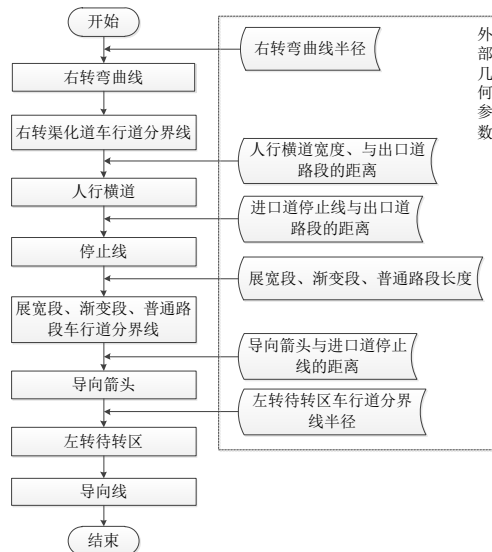 开始
右转弯曲线半径
外
部
几
何
参
数
右转弯曲线
右转渠化道车行道分界线
人行横道宽度、与出口道
路段的距离
人行横道
进口道停止线与出口道
路段的距离
停止线
展宽段、渐变段、普通路段长度
展宽段、渐变段、普通路
段车行道分界线
导向箭头与进口道停止
线的距离
导向箭头
左转待转区车行道分界
线半径
左转待转区
导向线
结束